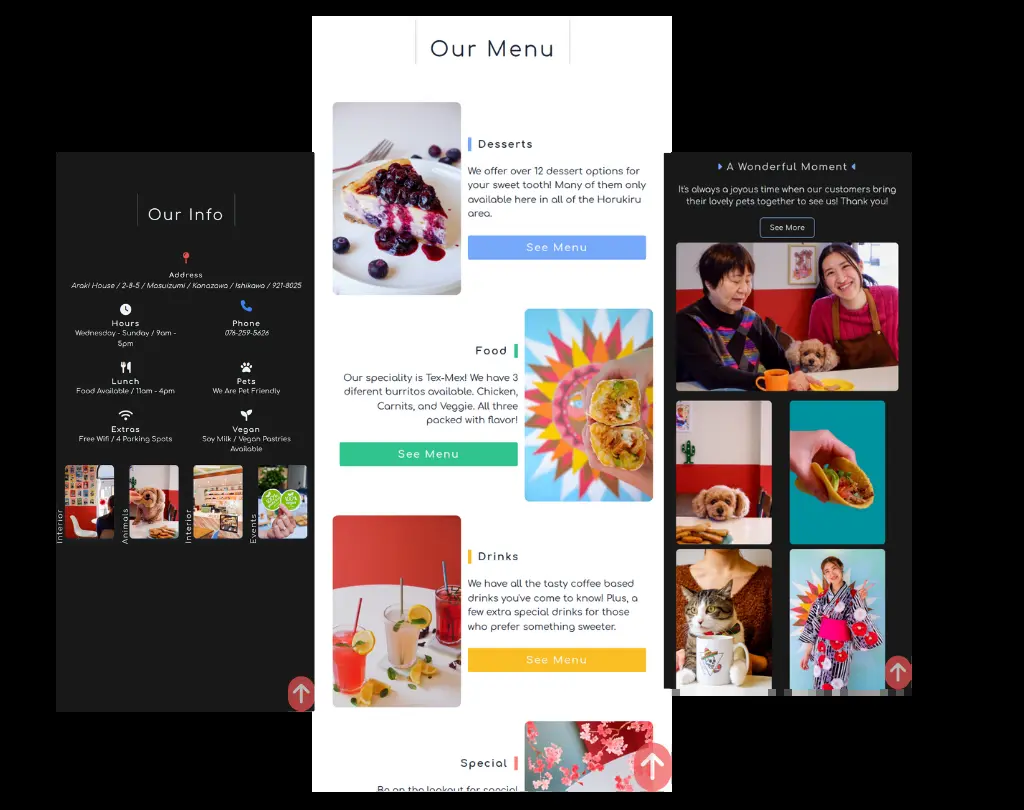 Our Info
Address
Araki House / 2-8-5 / Masuizumi / Kanazawa / Ishikawa / 921-8025
Hours
Wednesday - Sunday / 9am -
5pm
Phone
076-259-5626
Lunch
Food Available / 11am - 4pm
Pets
We Are Pet Friendly
Extras
Free Wifi / 4 Parking Spots
Vegan
Soy Milk / Vegan Pastries
Available
Interior
Animals
Interior
Events
Our Menu
Desserts
We offer over 12 dessert options for
your sweet tooth! Many of them only
available here in all of the Horukiru
area.
See Menu
Food
Our speciality is Tex-Mex! We have 3
diferent burritos available. Chicken,
Carnits, and Veggie. All three
packed with flavor!
See Menu
Drinks
We have all the tasty coffee based
drinks you've come to know! Plus, a
few extra special drinks for those
who prefer something sweeter.
See Menu
Special
Be on the lookout for special
A Wonderful Moment
It's always a joyous time when our customers bring
their lovely pets together to see us! Thank you!
See More